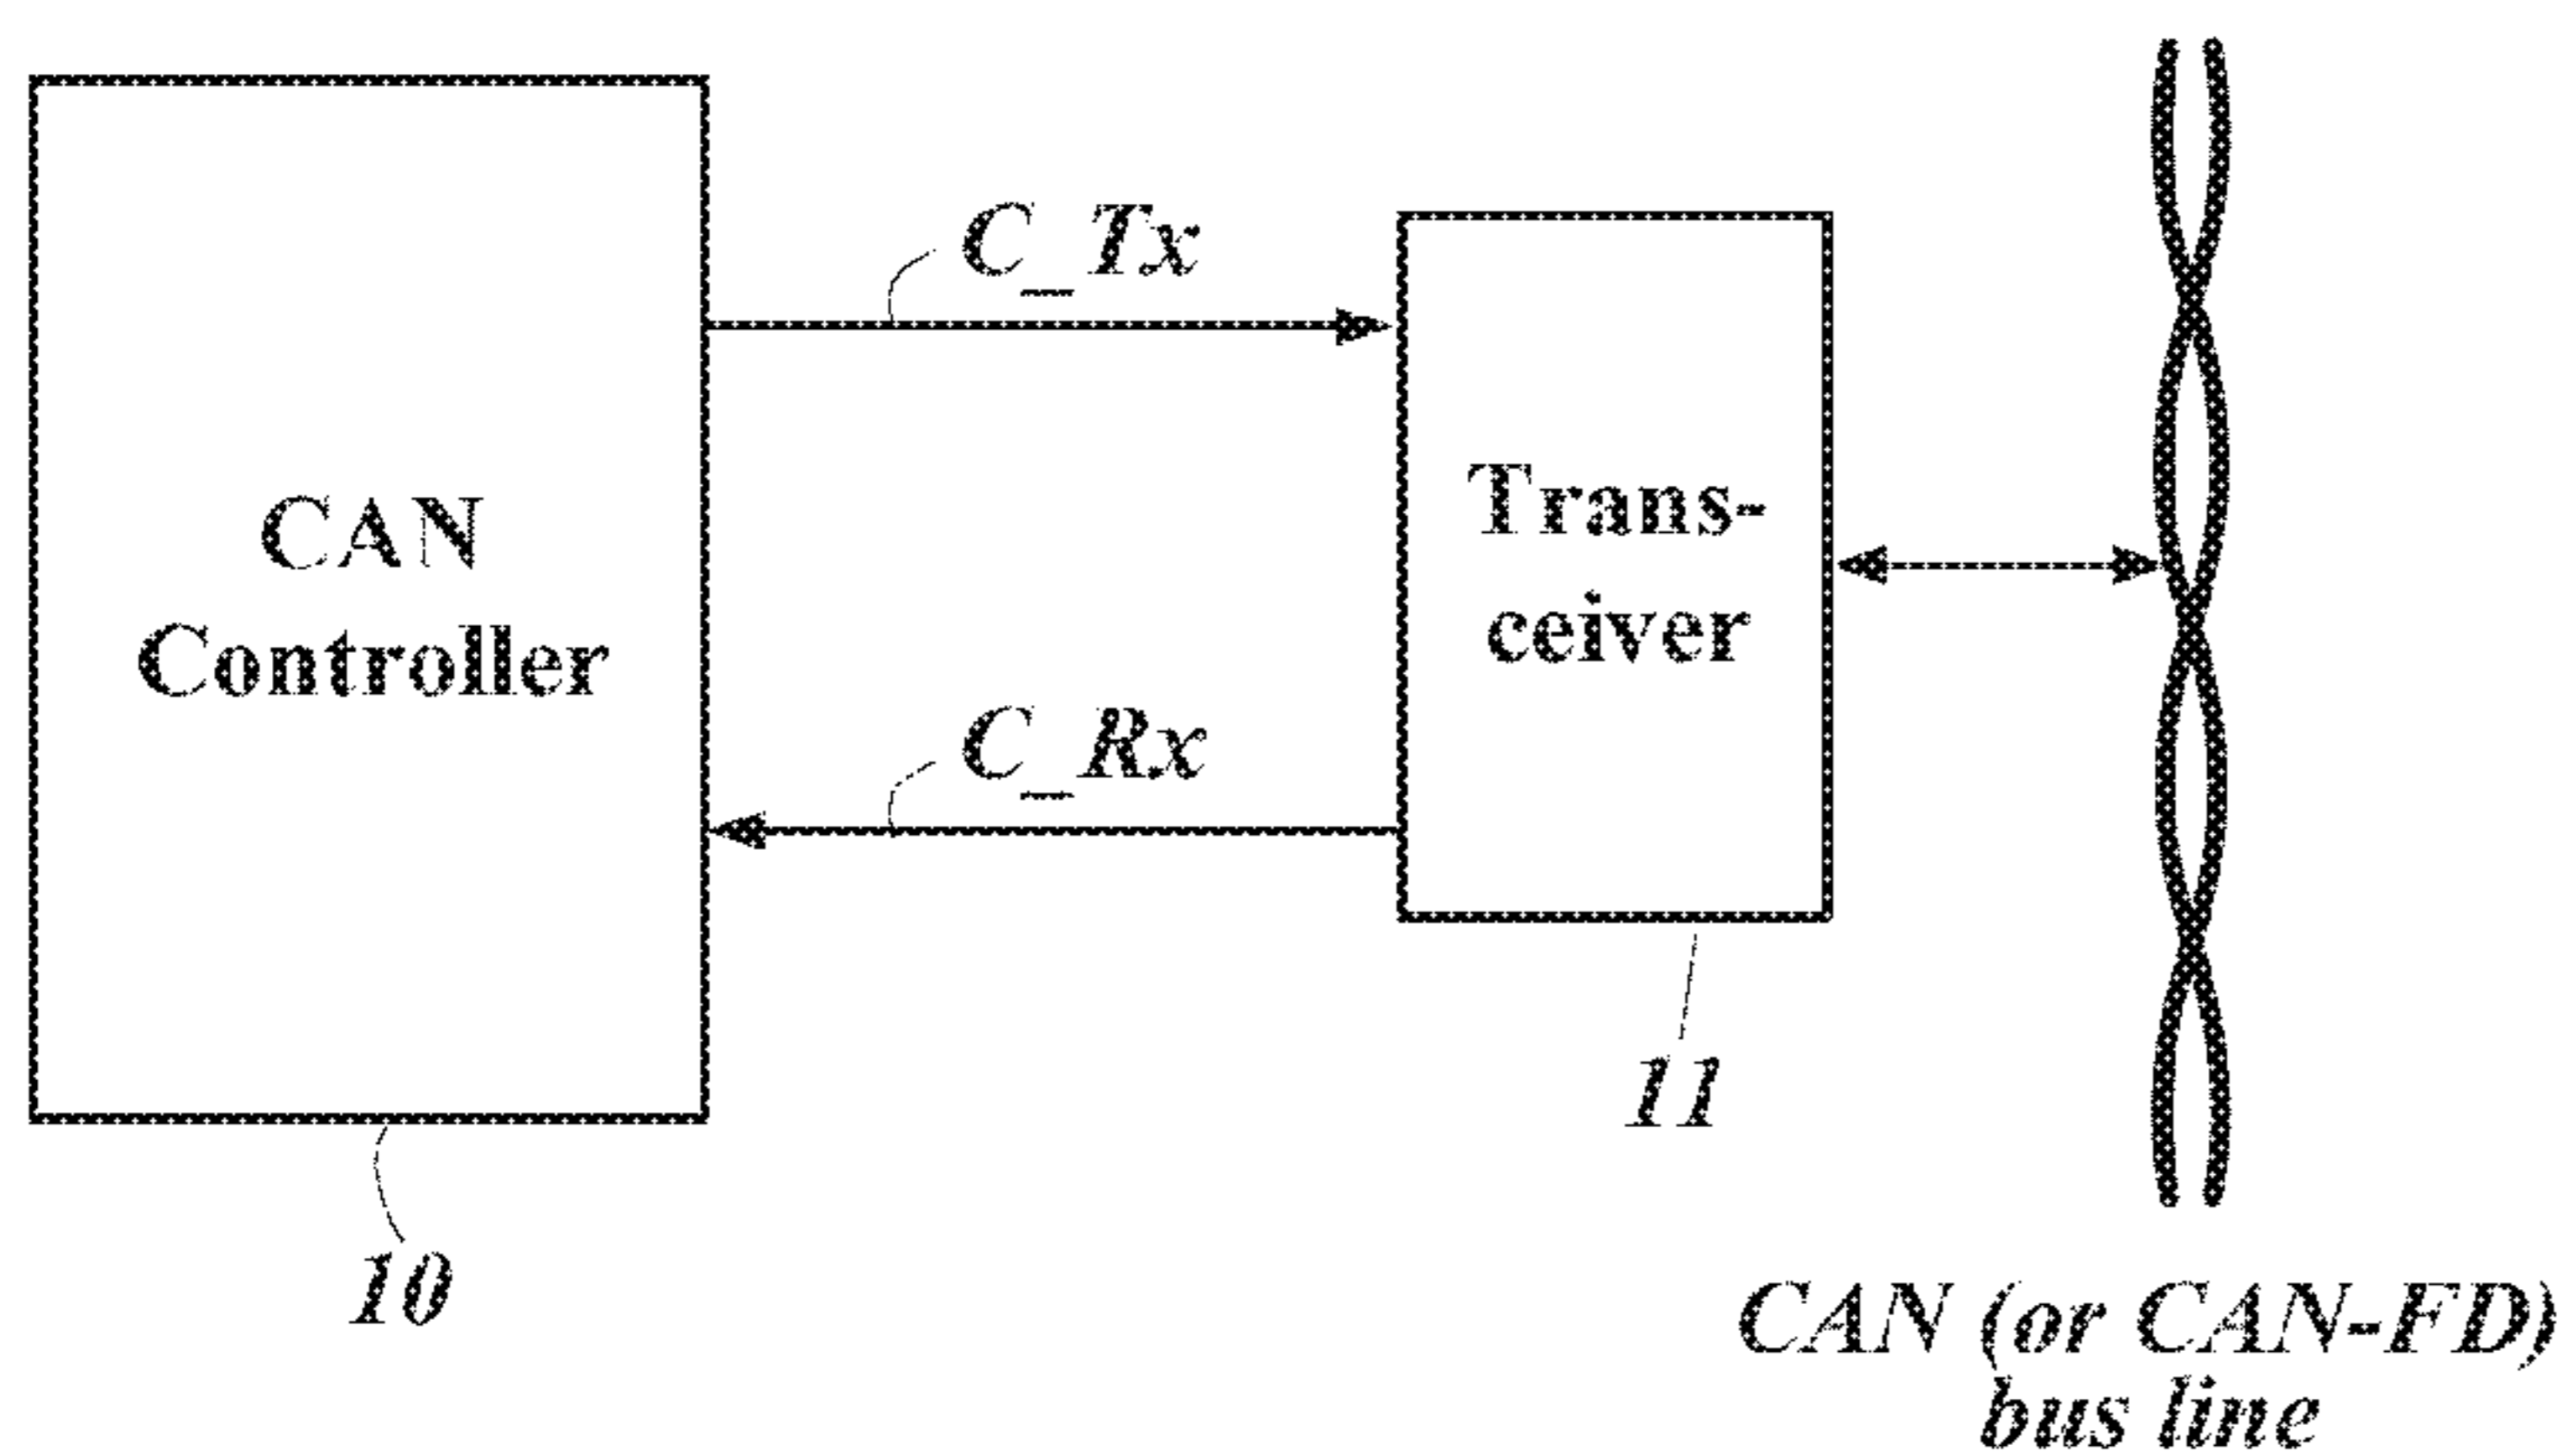 C_Tx
CAN
Controller
Trans-
ceiver
C_Rx
11
10
CAN (or CAN-FD)
bus line